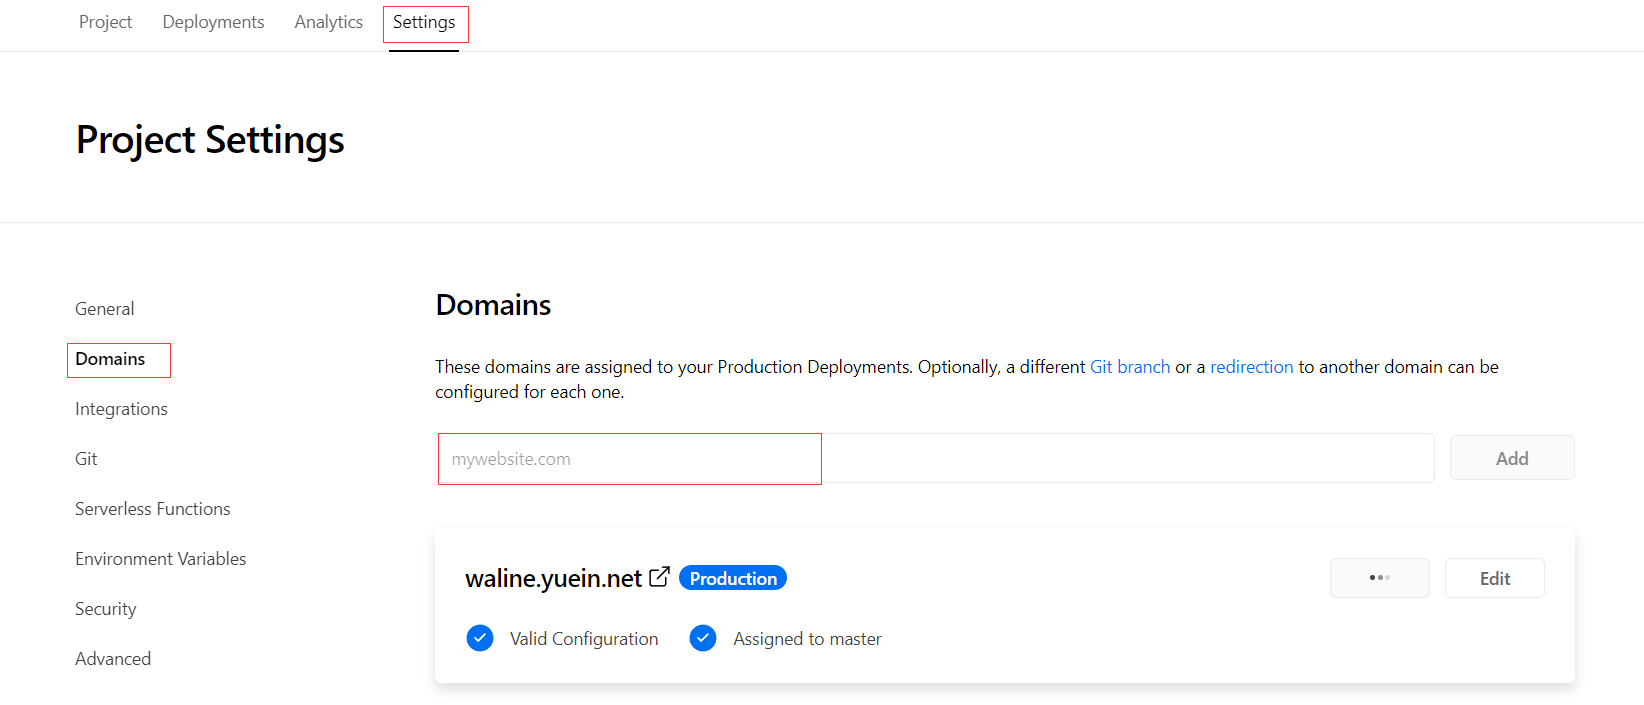 Project Deployments Analytics Settings
Project Settings
General
Domains
Integrations
Git
Serverless Functions
Environment Variables
Security
Advanced
Domains
These domains are assigned to your Production Deployments. Optionally, a different Git branch or a redirection to another domain can be
configured for each one.
mywebsite.com Add
waline.yuein.net Production Edit
Valid Configuration Assigned to master